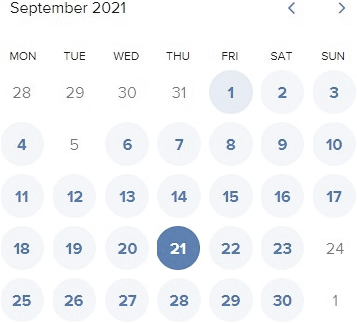 September 2021
MON TUE WED THU FRI SAT SUN
28 29 30 31 1 2 3
4 5 6 7 8 9 10
11 12 13 14 15 16 17
18 19 20 21 22 23 24
25 26 27 28 29 30 1